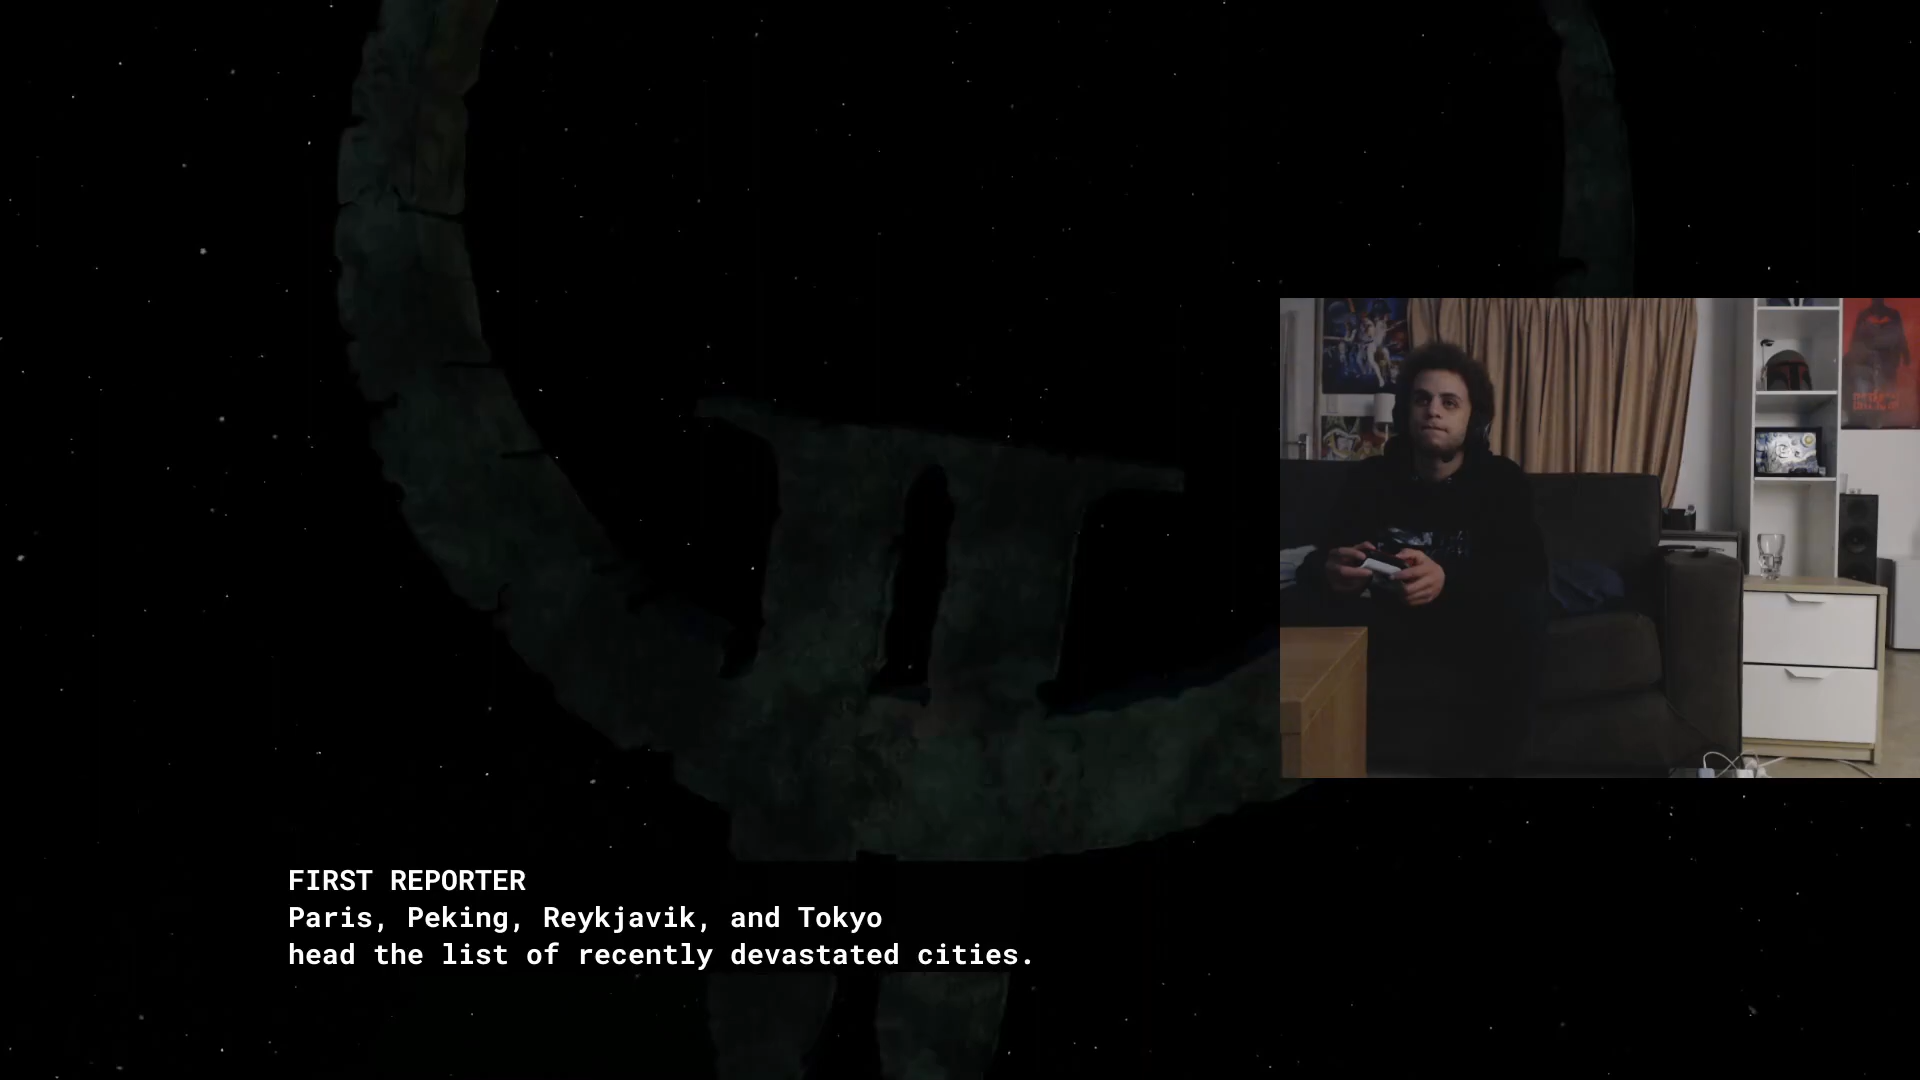 FIRST REPORTER
Paris, Peking, Reykjavik, and Tokyo
head the list of recently devastated cities.